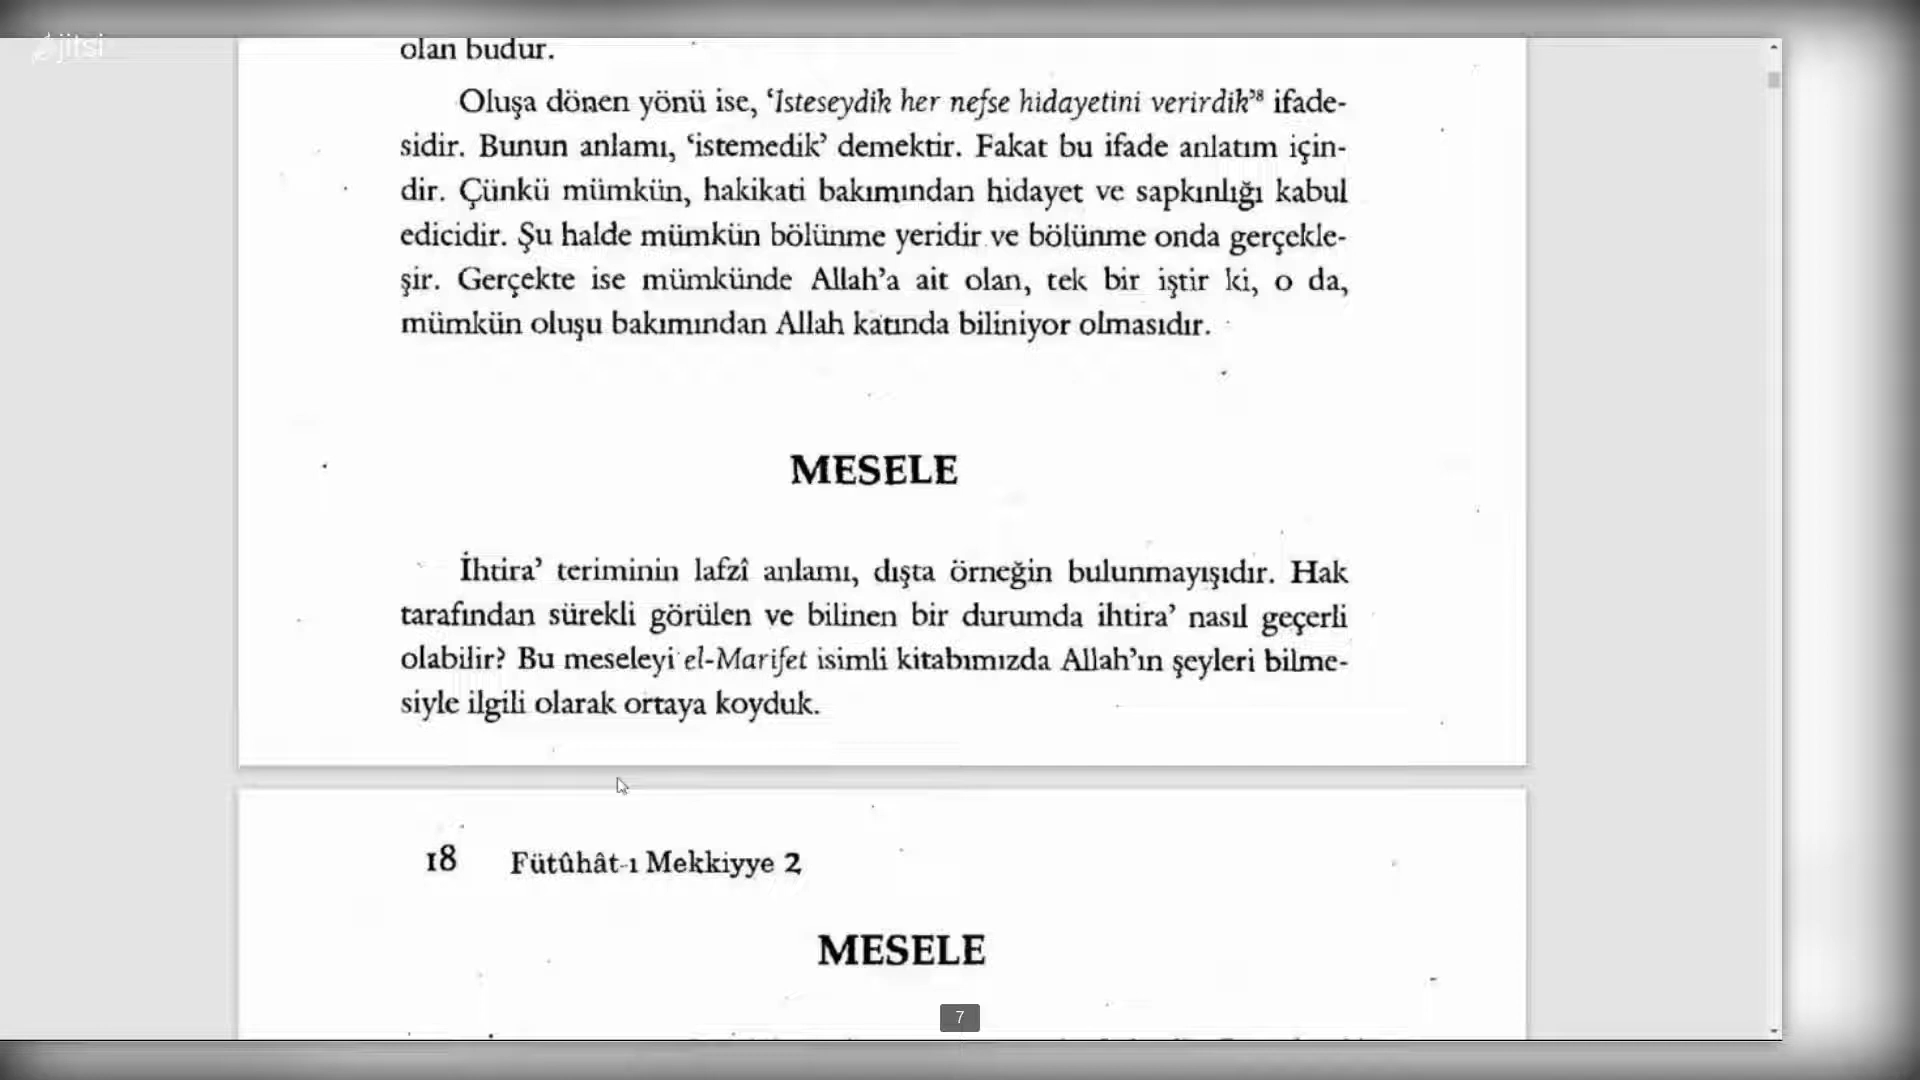 jitsi
olan budur.
Oluşa dönen yönü ise, ‘Isteseydik her nefse hidayetini verirdik’⁸ ifade-
sidir. Bunun anlamı, ‘istemedik’ demektir. Fakat bu ifade anlatım için-
dir. Çünkü mümkün, hakikati bakımından hidayet ve sapkınlığı kabul
edicidir. Şu halde mümkün bölünme yeridir ve bölünme onda gerçekle-
şir. Gerçekte ise mümkünde Allah’a ait olan, tek bir iştir ki, o da,
mümkün oluşu bakımından Allah katında biliniyor olmasıdır.
MESELE
İhtira’ teriminin lafzî anlamı, dışta örneğin bulunmayışıdır. Hak
tarafından sürekli görülen ve bilinen bir durumda ihtira’ nasıl geçerli
olabilir? Bu meseleyi el-Marifet isimli kitabımızda Allah’ın şeyleri bilme-
siyle ilgili olarak ortaya koyduk.
18 Fütûhât-ı Mekkiyye 2
MESELE
7